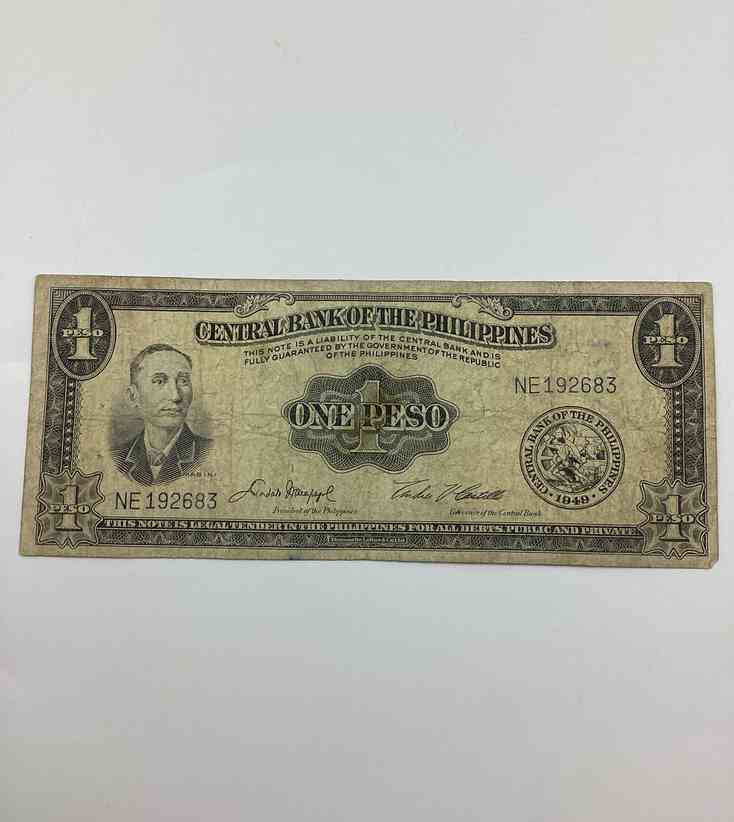 1
PESO
1
PESO
CENTRAL BANK OF THE PHILIPPINES
THIS NOTE IS A LIABILITY OF THE CENTRAL BANK AND IS
FULLY GUARANTEED BY THE GOVERNMENT OF THE REPUBLIC
OF THE PHILIPPINES
NE192683
1
ONE PESO
CENTRAL BANK OF THE PHILIPPINES
1949
MABINI
NE192683
President of the Philippines
Governor of the Central Bank
1
PESO
1
PESO
THIS NOTE IS LEGAL TENDER IN THE PHILIPPINES FOR ALL DEBTS PUBLIC AND PRIVATE